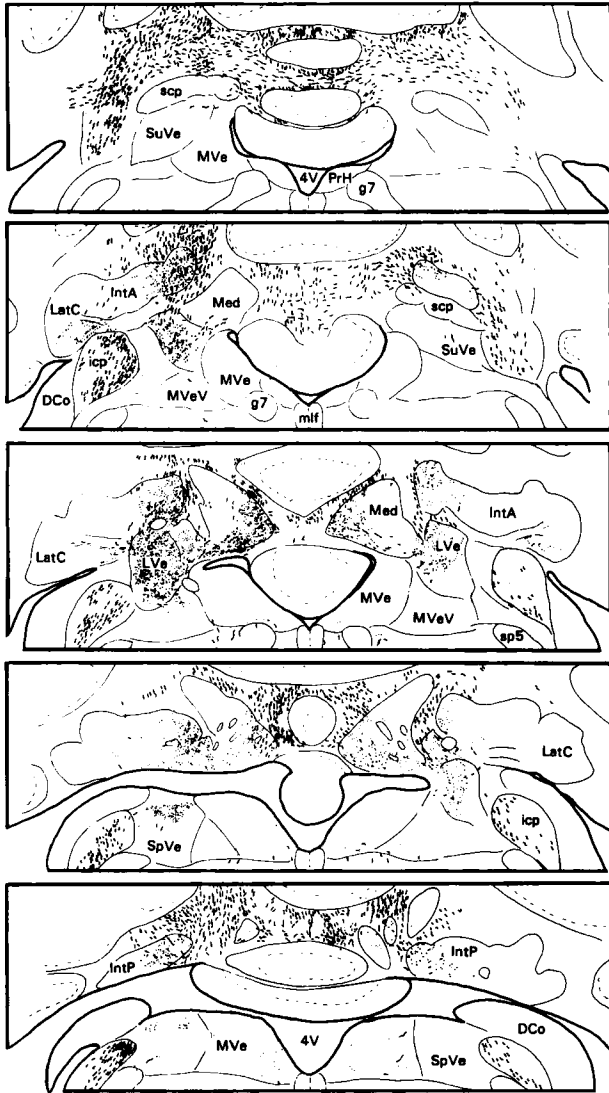 scp
SuVe
MVe
4V PrH
g7
IntA
Med
LatC
scp
icp
SuVe
MVe
DCo
MVeV
g7
mlf
Med
IntA
LatC
LVe
LVe
MVe
MVeV
sp5
LatC
icp
SpVe
IntP
IntP
DCo
4V
MVe
SpVe